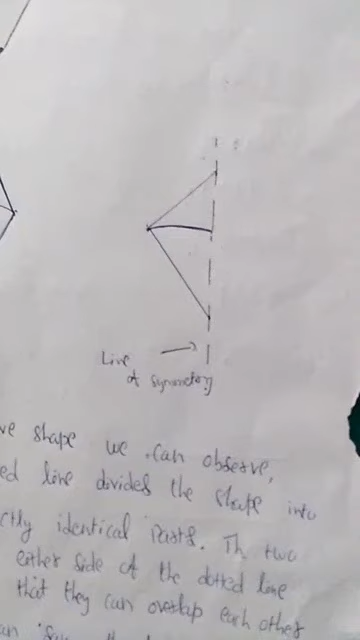 Line
of symmetry
ve shape we can observe,
ed line divides the shape into
ctly identical parts. Th two
either side of the dotted line
that they can overlap each other